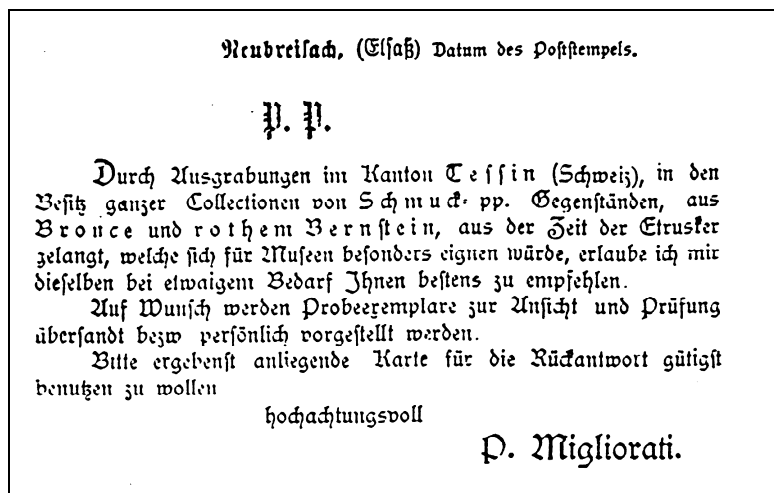 Neubreisach, (Elsaß) Datum des Poststempels.
P. P.
Durch Ausgrabungen im Kanton Tessin (Schweiz), in den
Besitz ganzer Collectionen von Schmuck- pp. Gegenständen, aus
Bronce und rothem Bernstein, aus der Zeit der Etrusker
gelangt, welche sich für Museen besonders eignen würde, erlaube ich mir
dieselben bei etwaigem Bedarf Ihnen bestens zu empfehlen.
Auf Wunsch werden Probeexemplare zur Ansicht und Prüfung
übersandt bezw persönlich vorgestellt werden.
Bitte ergebenst anliegende Karte für die Rückantwort gütigst
benutzen zu wollen
hochachtungsvoll
P. Migliorati.